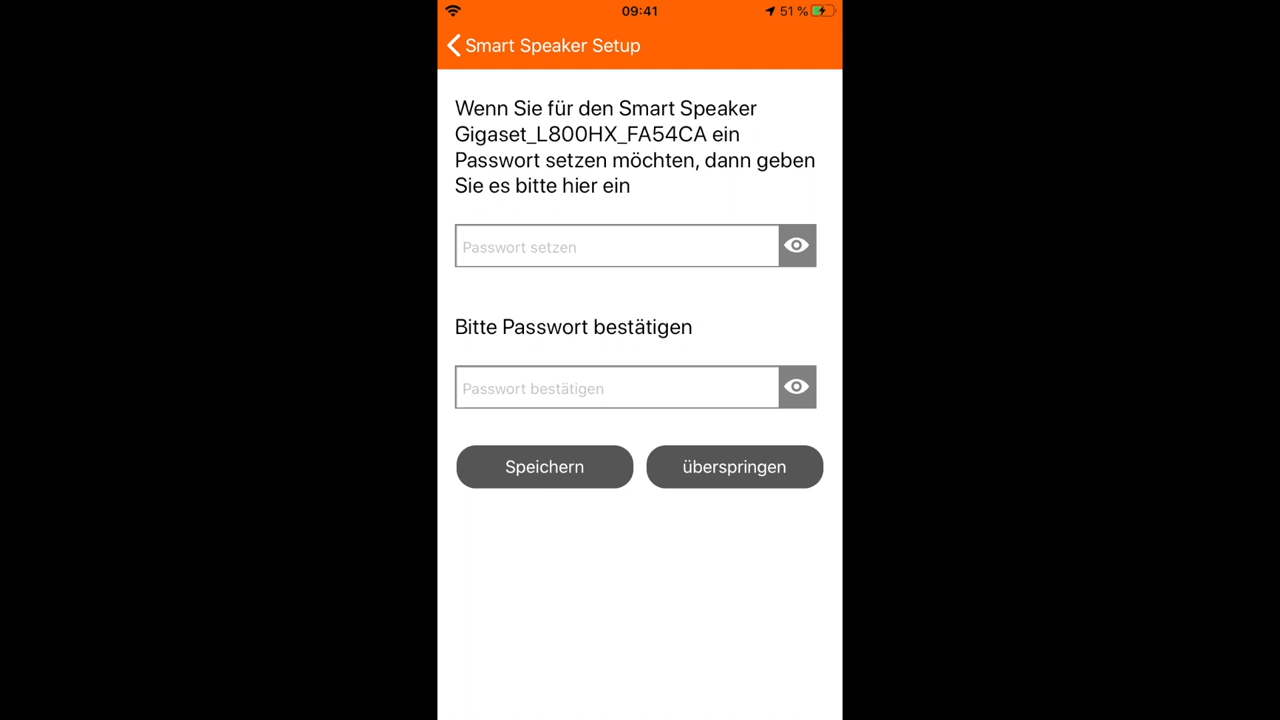 09:41
51 %
Smart Speaker Setup
Wenn Sie für den Smart Speaker
Gigaset_L800HX_FA54CA ein
Passwort setzen möchten, dann geben
Sie es bitte hier ein
Passwort setzen
Bitte Passwort bestätigen
Passwort bestätigen
Speichern
überspringen